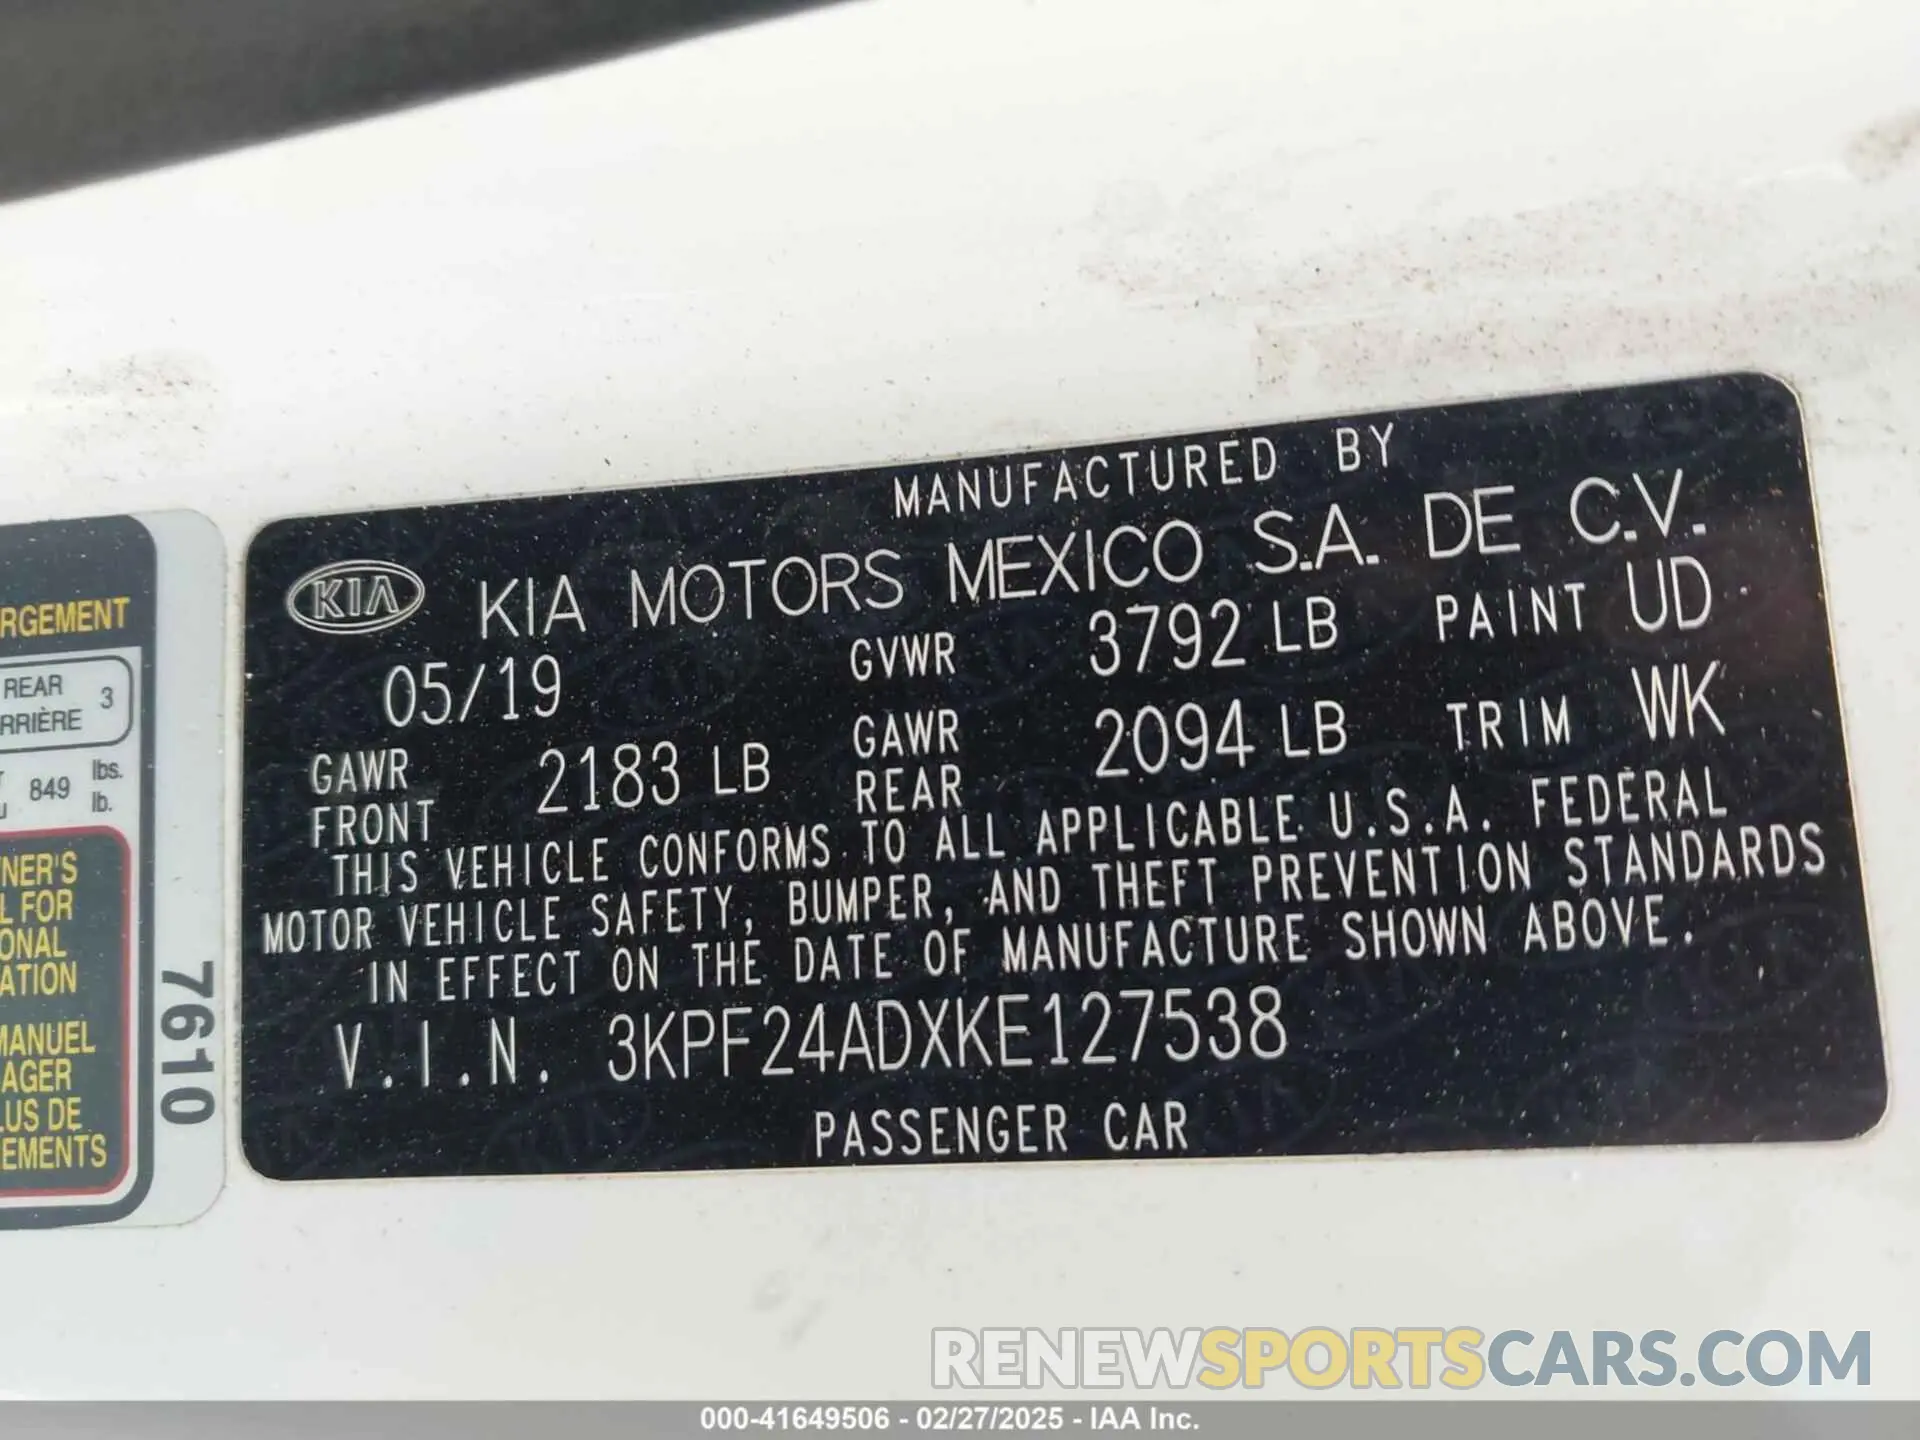 MANUFACTURED BY
KIA KIA MOTORS MEXICO S.A. DE C.V.
05/19 GVWR 3792 LB PAINT UD
GAWR FRONT 2183 LB GAWR REAR 2094 LB TRIM WK
THIS VEHICLE CONFORMS TO ALL APPLICABLE U.S.A. FEDERAL
MOTOR VEHICLE SAFETY, BUMPER, AND THEFT PREVENTION STANDARDS
IN EFFECT ON THE DATE OF MANUFACTURE SHOWN ABOVE.
V.I.N. 3KPF24ADXKE127538
PASSENGER CAR
RGEMENT
REAR 3
RRIÈRE
849 lbs.
lb.
NER'S
L FOR
ONAL
ATION
MANUEL
AGER
LUS DE
EMENTS
7610
RENEWSPORTSCARS.COM
000-41649506 - 02/27/2025 - IAA Inc.